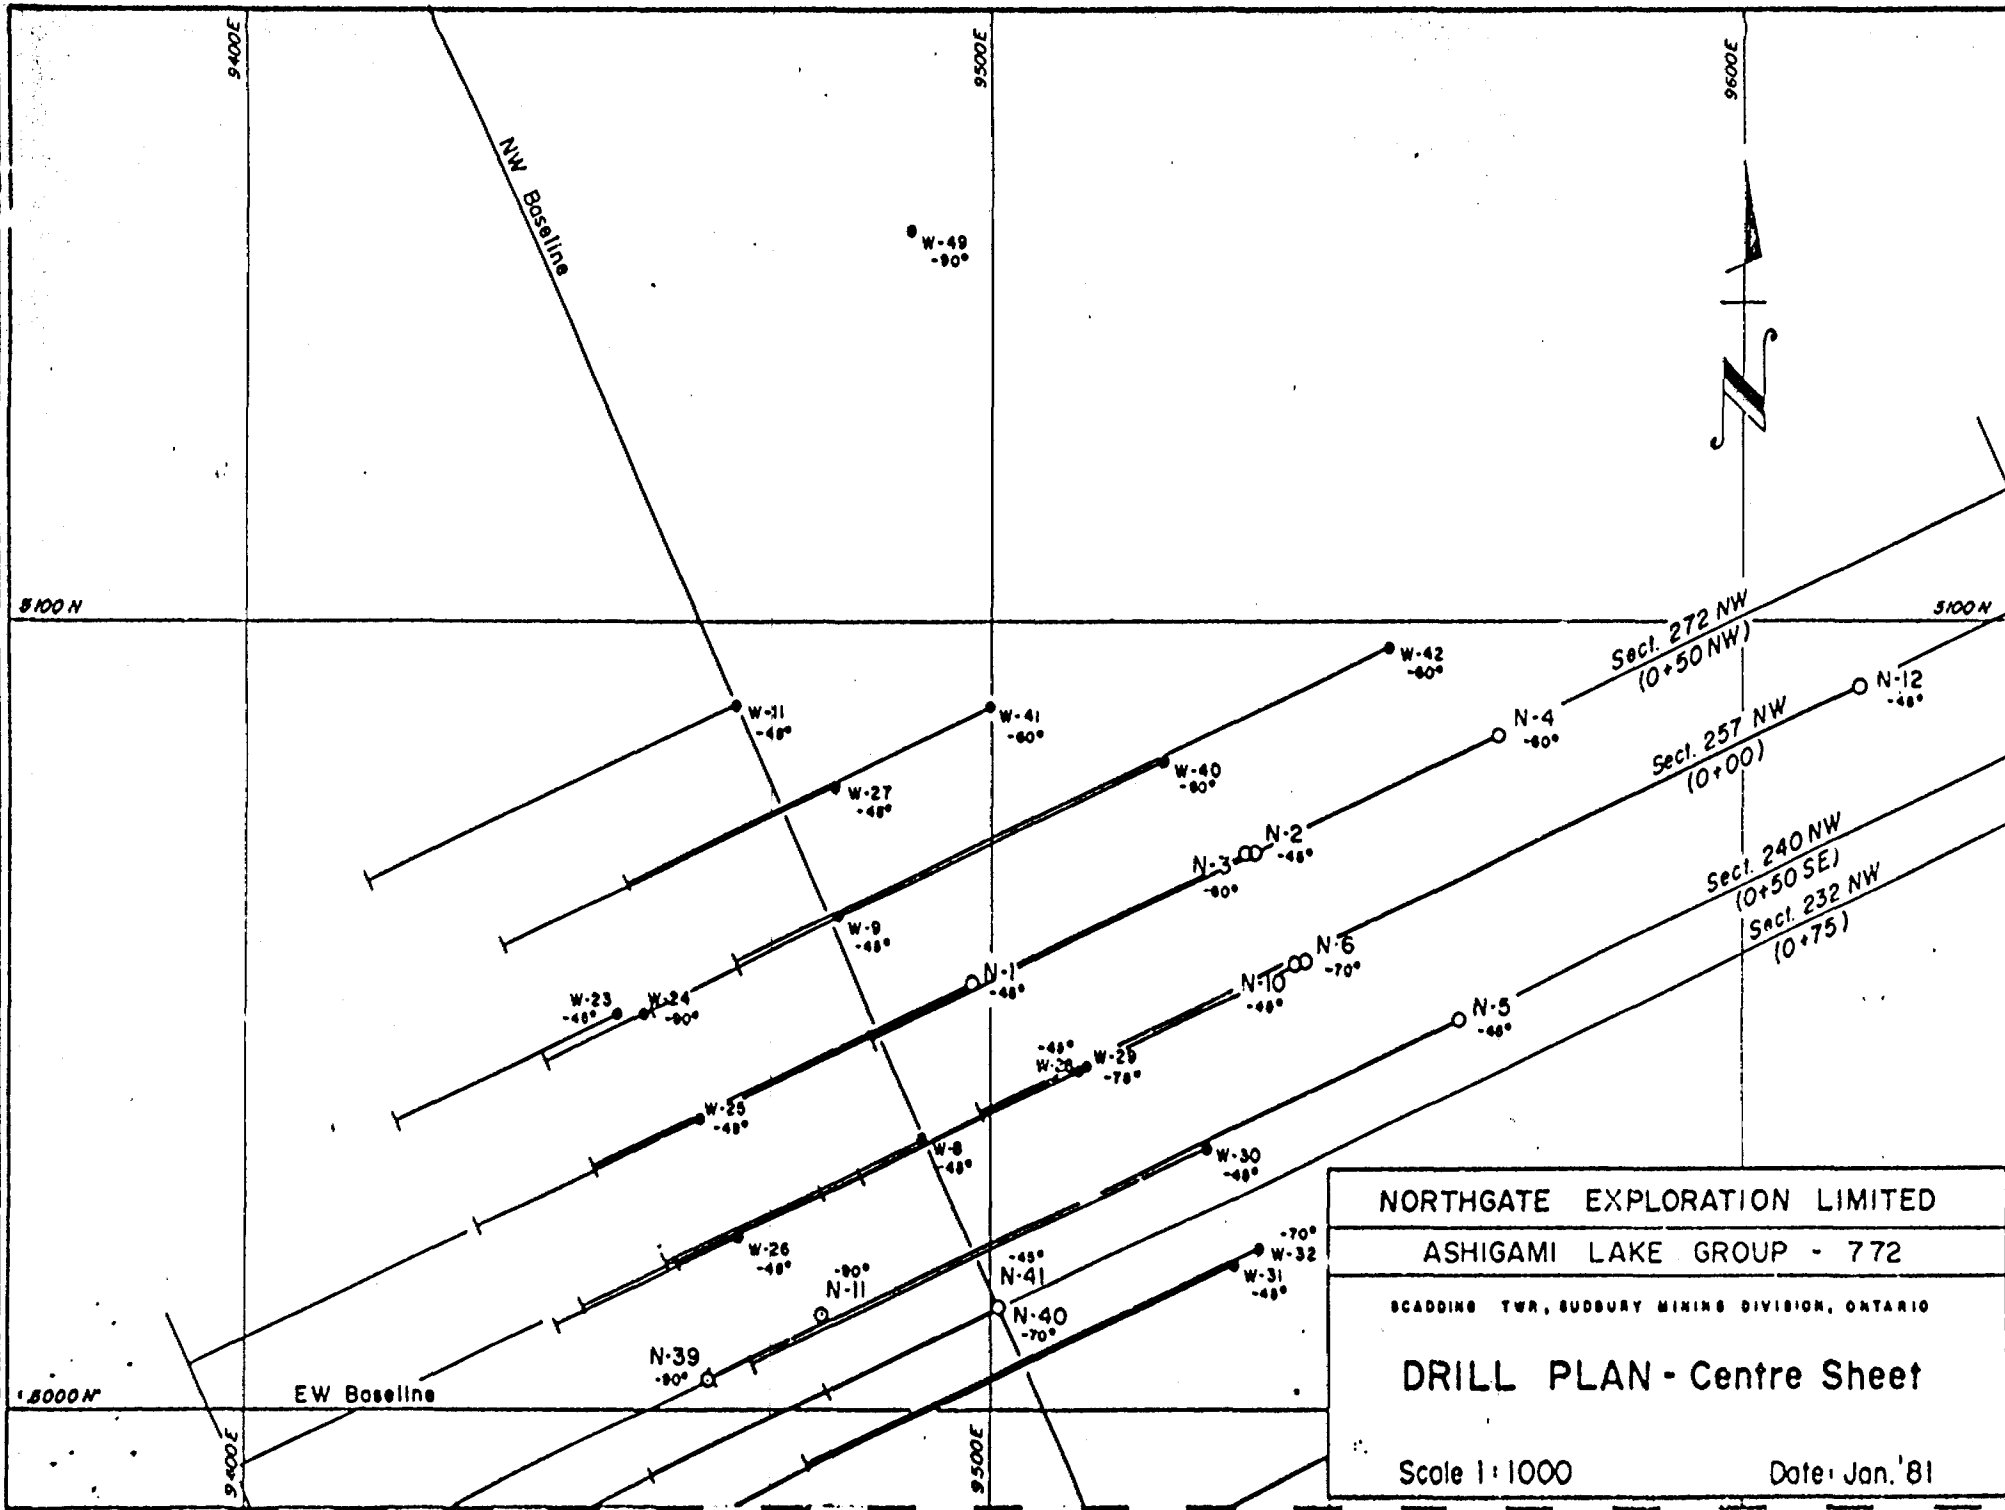 9400E
9500E
9600E
NW Baseline
W-49
-90°
5100 N
5100 N
Sect. 272 NW
(0+50 NW)
W-42
-60°
N-12
-45°
W-11
-45°
W-41
-60°
N-4
-60°
Sect. 257 NW
(0+00)
W-27
-45°
W-40
-90°
N-2
-45°
N-3
-60°
Sect. 240 NW
(0+50 SE)
Sect. 232 NW
(0+75)
W-9
-45°
N-1
-45°
N-6
-70°
N-10
-45°
W-23
-45°
W-24
-90°
N-5
-45°
-45°
W-28
W-29
-75°
W-25
-45°
W-8
-45°
W-30
-45°
W-26
-45°
-90°
N-11
-45°
N-41
N-40
-70°
-70°
W-32
W-31
-45°
N-39
-90°
5000 N
EW Baseline
9400E
9500E
N
NORTHGATE EXPLORATION LIMITED
ASHIGAMI LAKE GROUP - 772
SCADDING TWR, SUDBURY MINING DIVISION, ONTARIO
DRILL PLAN - Centre Sheet
Scale 1:1000 Date: Jan.'81